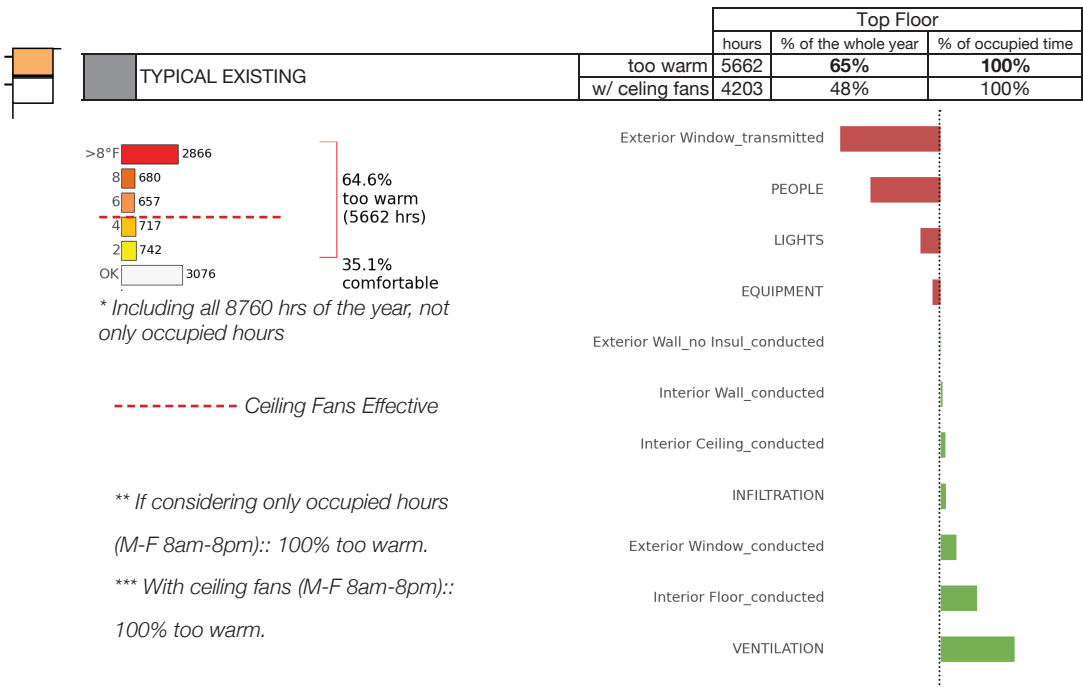 Top Floor
hours % of the whole year % of occupied time
TYPICAL EXISTING too warm 5662 65% 100%
w/ celing fans 4203 48% 100%
>8°F 2866
8 680
6 657
4 717
2 742
OK 3076
64.6%
too warm
(5662 hrs)
35.1%
comfortable
* Including all 8760 hrs of the year, not
only occupied hours
Ceiling Fans Effective
** If considering only occupied hours
(M-F 8am-8pm):: 100% too warm.
*** With ceiling fans (M-F 8am-8pm)::
100% too warm.
Exterior Window_transmitted
PEOPLE
LIGHTS
EQUIPMENT
Exterior Wall_no Insul_conducted
Interior Wall_conducted
Interior Ceiling_conducted
INFILTRATION
Exterior Window_conducted
Interior Floor_conducted
VENTILATION